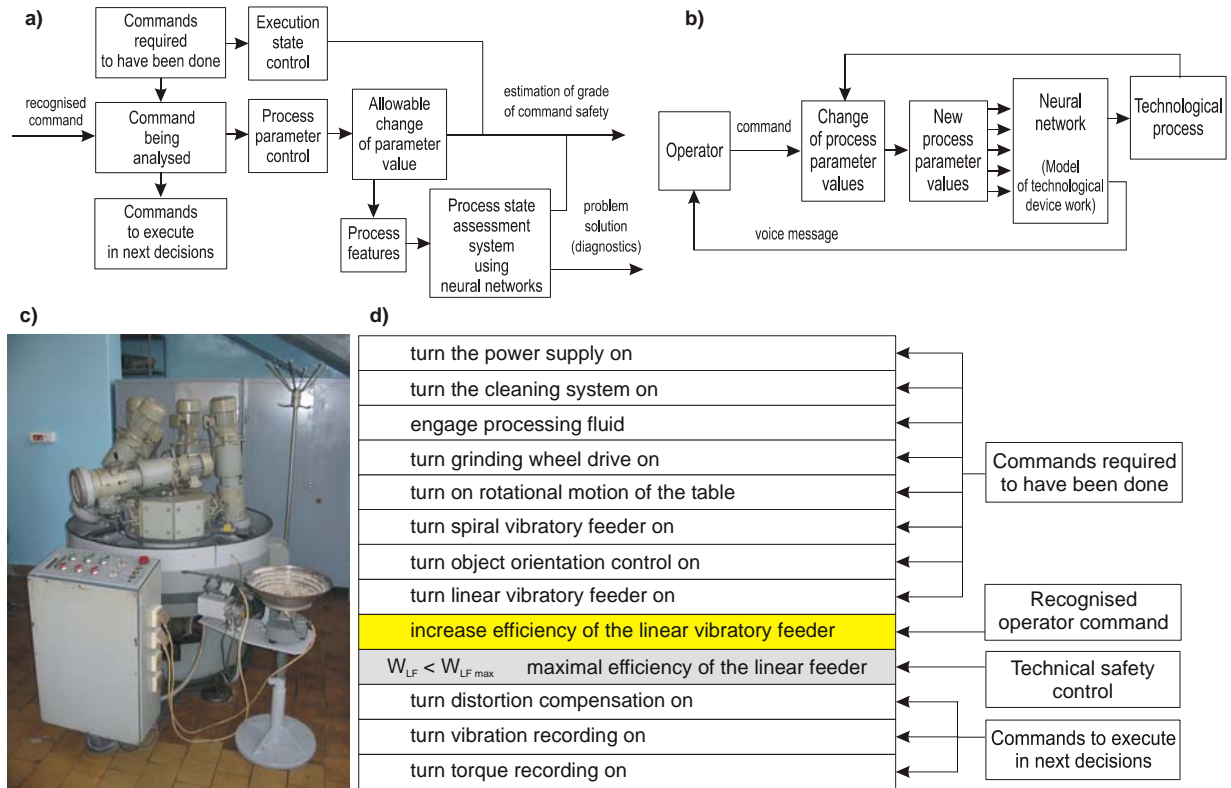 a)
Commands
required
to have been done
Execution
state
control
recognised
command
Command
being
analysed
Process
parameter
control
Allowable
change
of parameter
value
estimation of grade
of command safety
Commands
to execute
in next decisions
Process
features
Process state
assessment
system
using
neural networks
problem
solution
(diagnostics)
b)
Operator
command
Change
of process
parameter
values
New
process
parameter
values
Neural
network
(Model
of technological
device work)
Technological
process
voice message
c)
d)
turn the power supply on
turn the cleaning system on
engage processing fluid
turn grinding wheel drive on
turn on rotational motion of the table
turn spiral vibratory feeder on
turn object orientation control on
turn linear vibratory feeder on
increase efficiency of the linear vibratory feeder
W_LF < W_LF max maximal efficiency of the linear feeder
turn distortion compensation on
turn vibration recording on
turn torque recording on
Commands required
to have been done
Recognised
operator command
Technical safety
control
Commands to execute
in next decisions